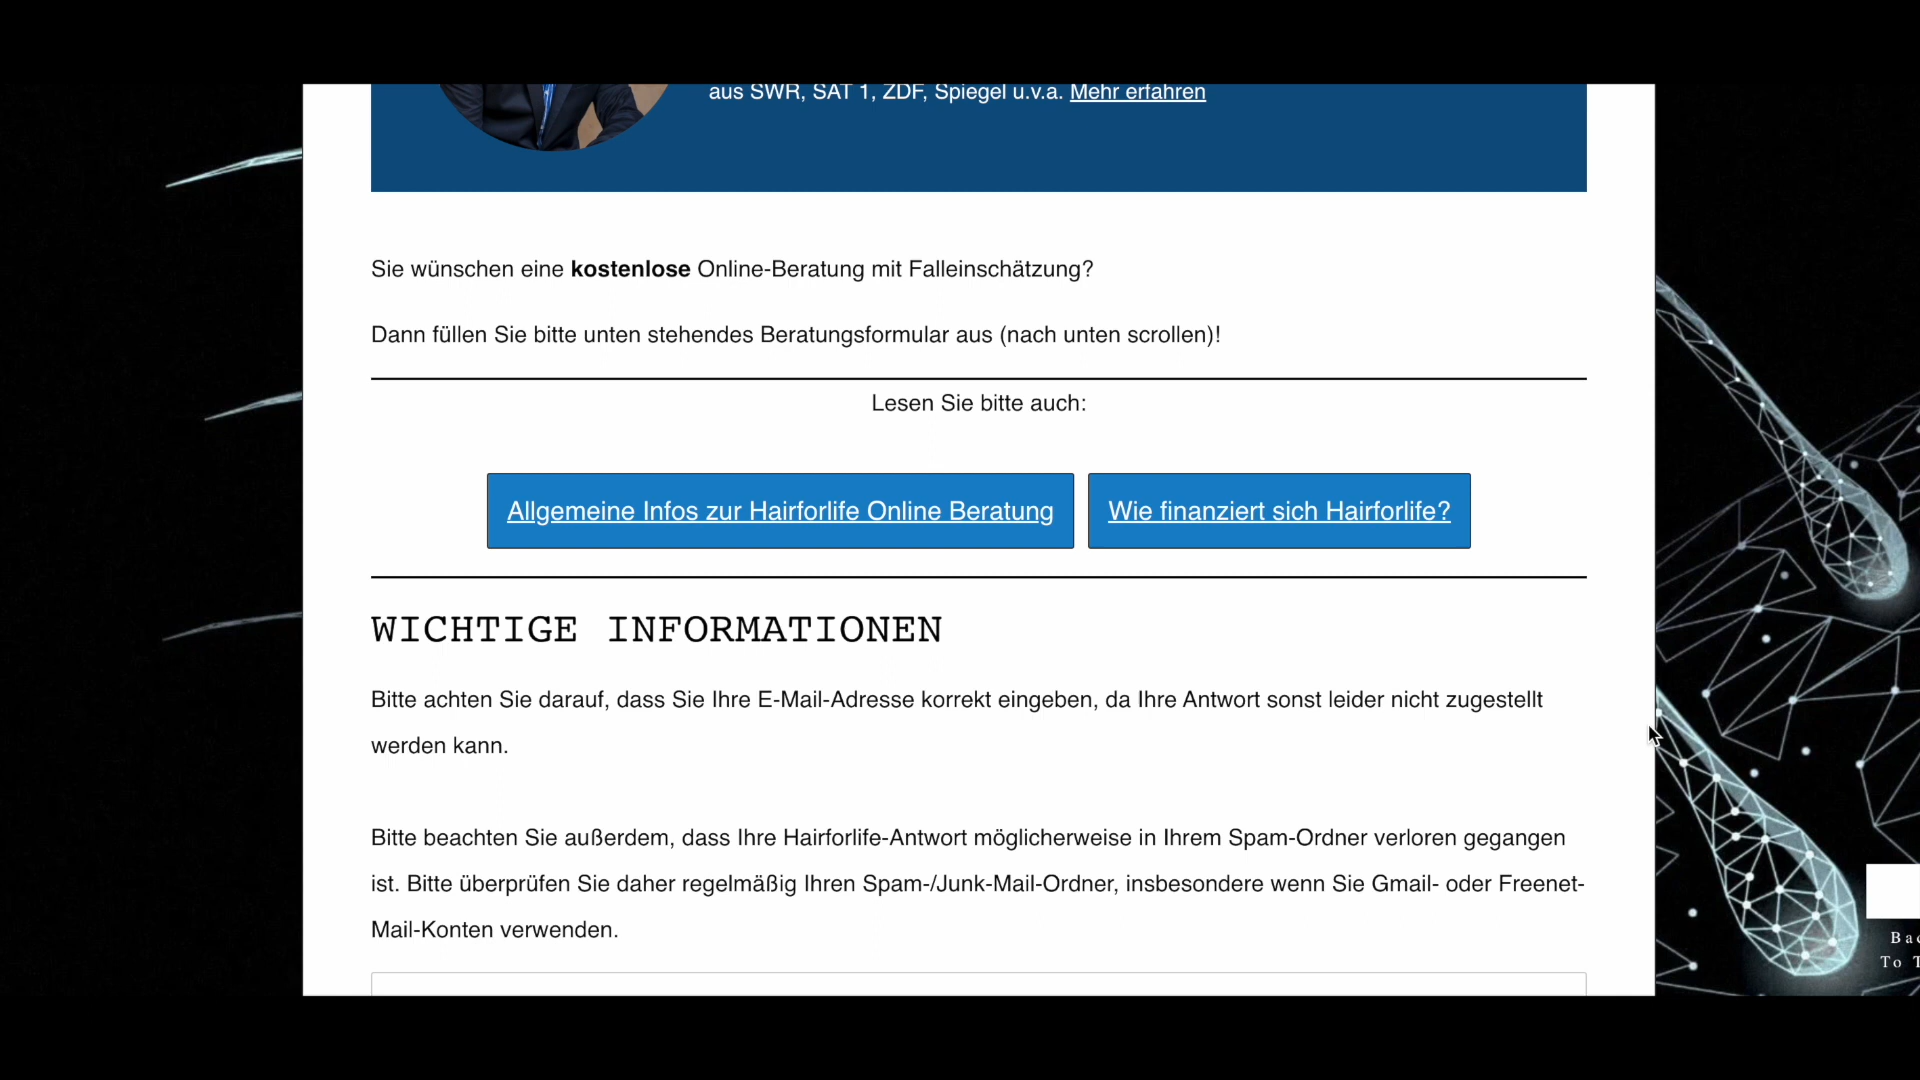 aus SWR, SAT 1, ZDF, Spiegel u.v.a. Mehr erfahren
Sie wünschen eine kostenlose Online-Beratung mit Falleinschätzung?
Dann füllen Sie bitte unten stehendes Beratungsformular aus (nach unten scrollen)!
Lesen Sie bitte auch:
Allgemeine Infos zur Hairforlife Online Beratung
Wie finanziert sich Hairforlife?
WICHTIGE INFORMATIONEN
Bitte achten Sie darauf, dass Sie Ihre E-Mail-Adresse korrekt eingeben, da Ihre Antwort sonst leider nicht zugestellt
werden kann.
Bitte beachten Sie außerdem, dass Ihre Hairforlife-Antwort möglicherweise in Ihrem Spam-Ordner verloren gegangen
ist. Bitte überprüfen Sie daher regelmäßig Ihren Spam-/Junk-Mail-Ordner, insbesondere wenn Sie Gmail- oder Freenet-
Mail-Konten verwenden.
Bac
To T